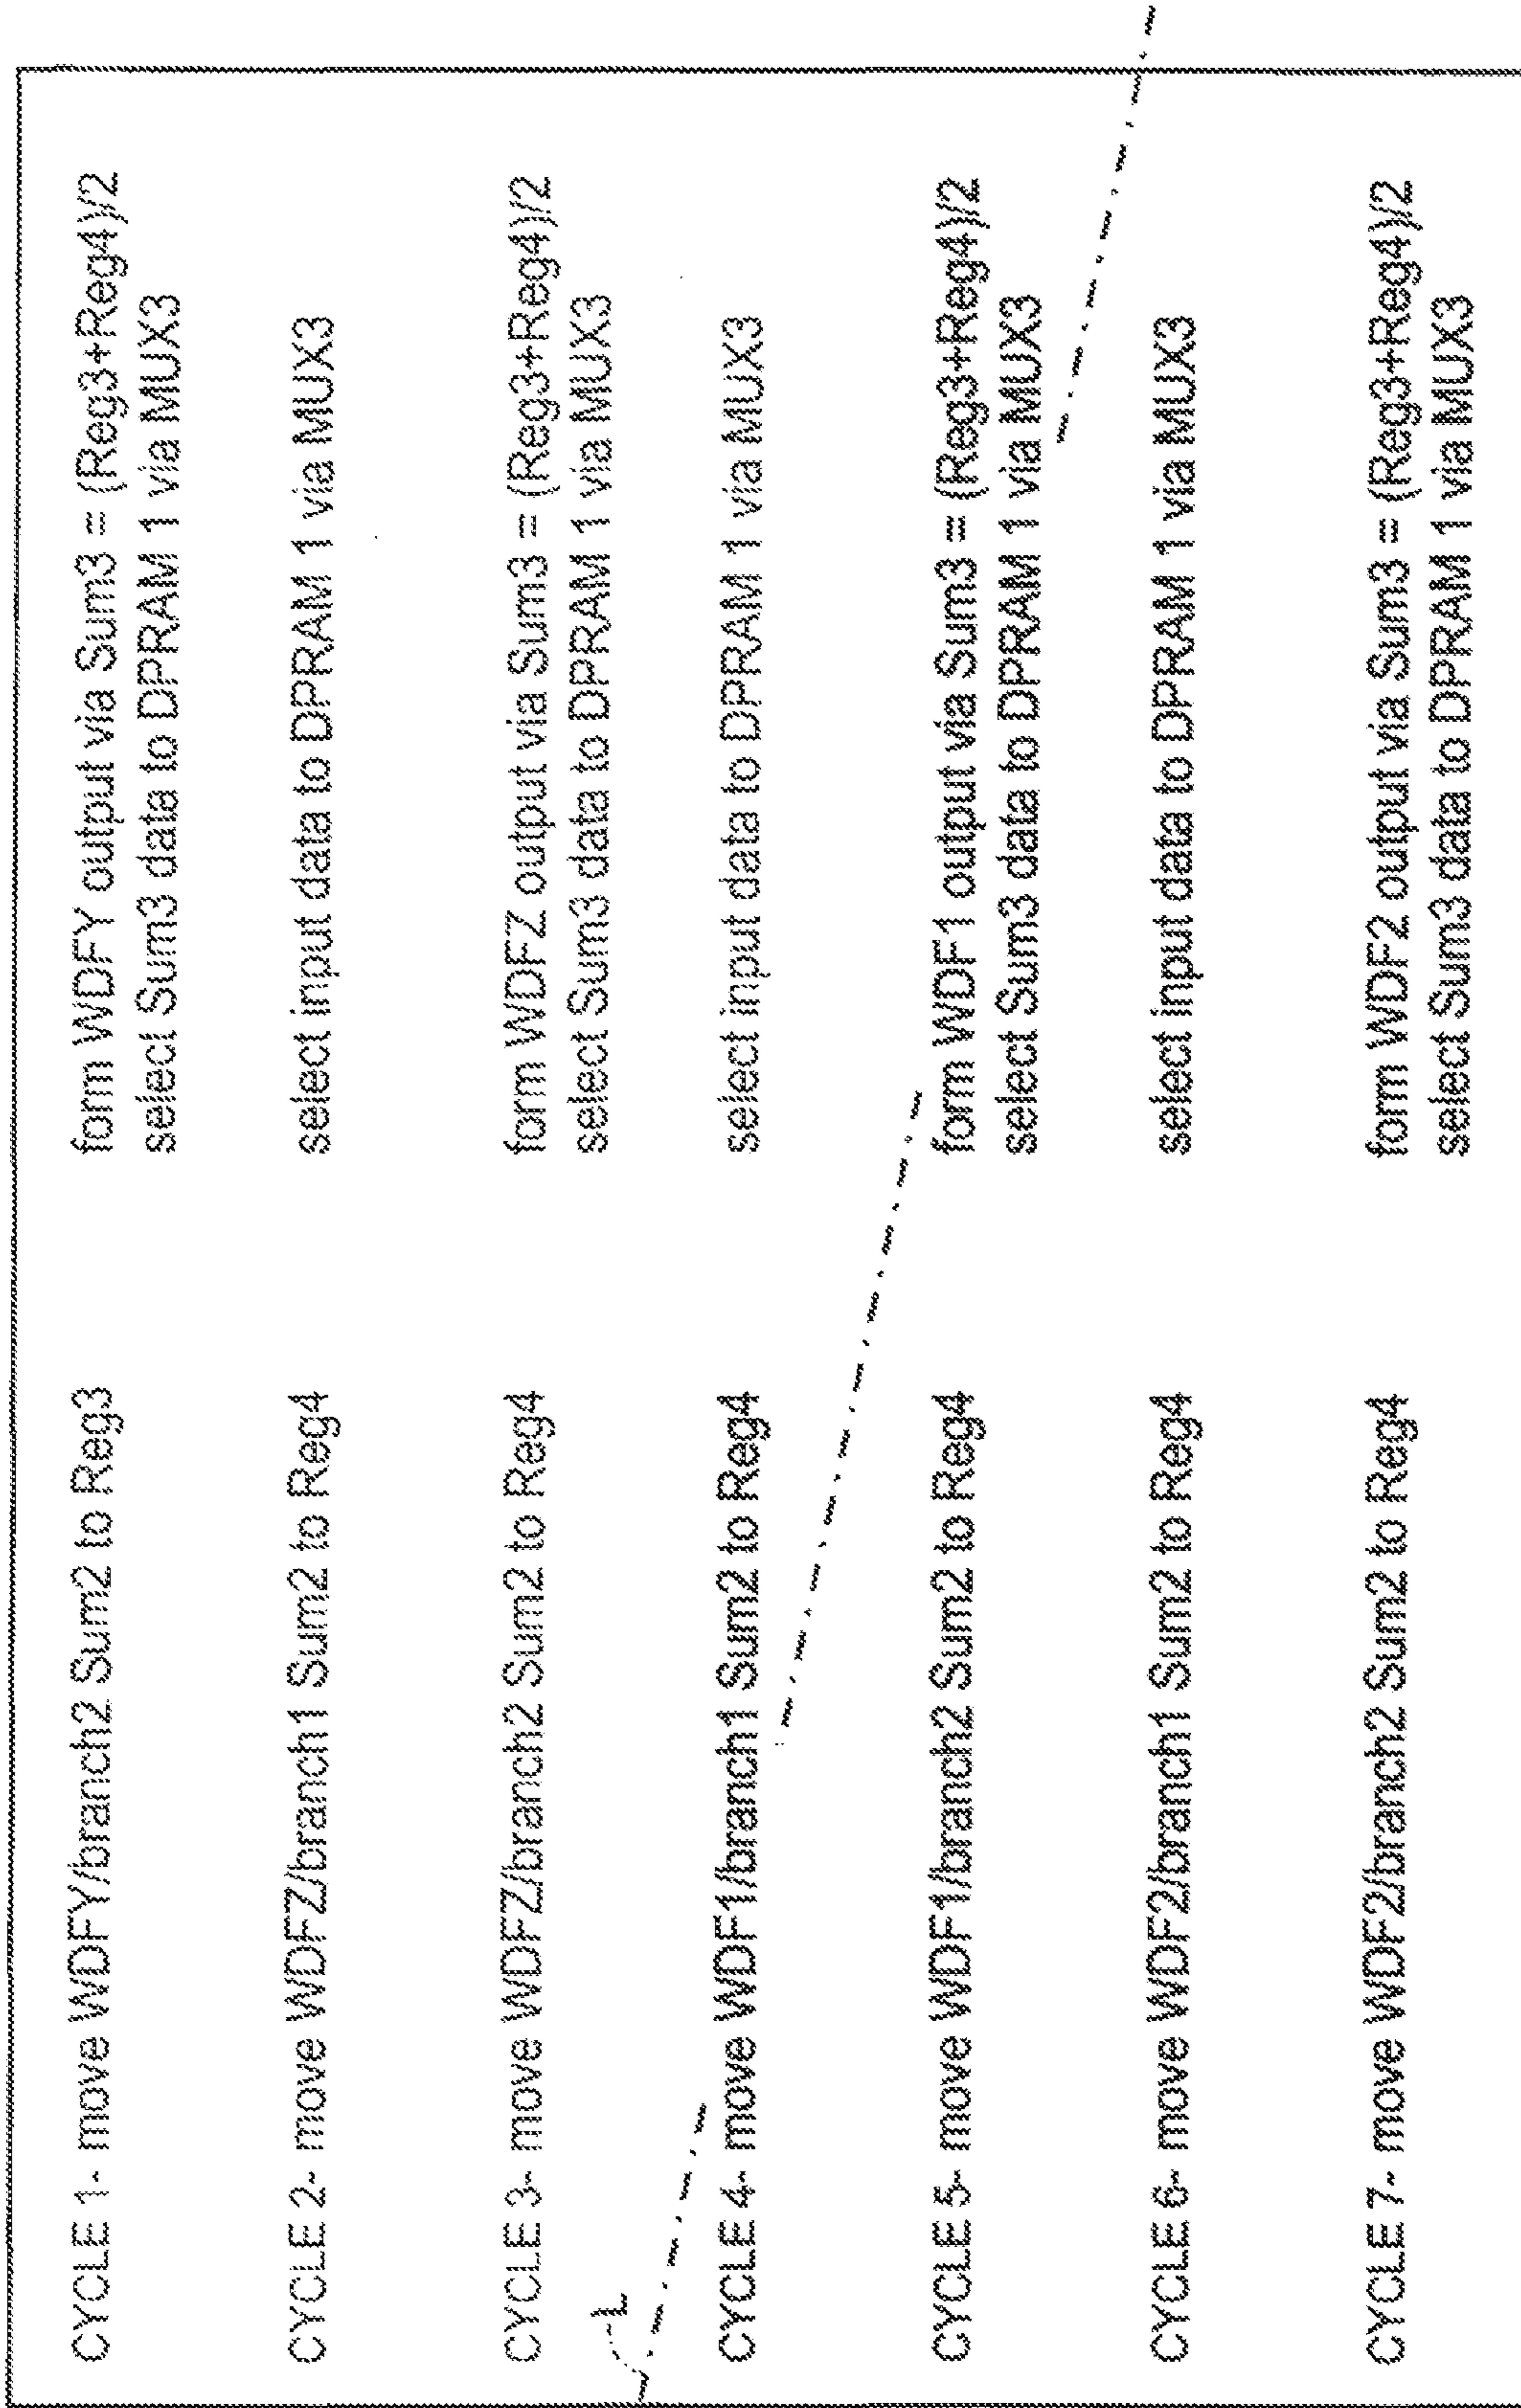 CYCLE 1- move WDFY/branch2 Sum2 to Reg3
form WDFY output via Sum3 = (Reg3+Reg4)/2
select Sum3 data to DPRAM 1 via MUX3
CYCLE 2- move WDFZ/branch1 Sum2 to Reg4
select input data to DPRAM 1 via MUX3
CYCLE 3- move WDFZ/branch2 Sum2 to Reg4
form WDFZ output via Sum3 = (Reg3+Reg4)/2
select Sum3 data to DPRAM 1 via MUX3
L
CYCLE 4- move WDF1/branch1 Sum2 to Reg4
select input data to DPRAM 1 via MUX3
CYCLE 5- move WDF1/branch2 Sum2 to Reg4
form WDF1 output via Sum3 = (Reg3+Reg4)/2
select Sum3 data to DPRAM 1 via MUX3
CYCLE 6- move WDF2/branch1 Sum2 to Reg4
select input data to DPRAM 1 via MUX3
CYCLE 7- move WDF2/branch2 Sum2 to Reg4
form WDF2 output via Sum3 = (Reg3+Reg4)/2
select Sum3 data to DPRAM 1 via MUX3